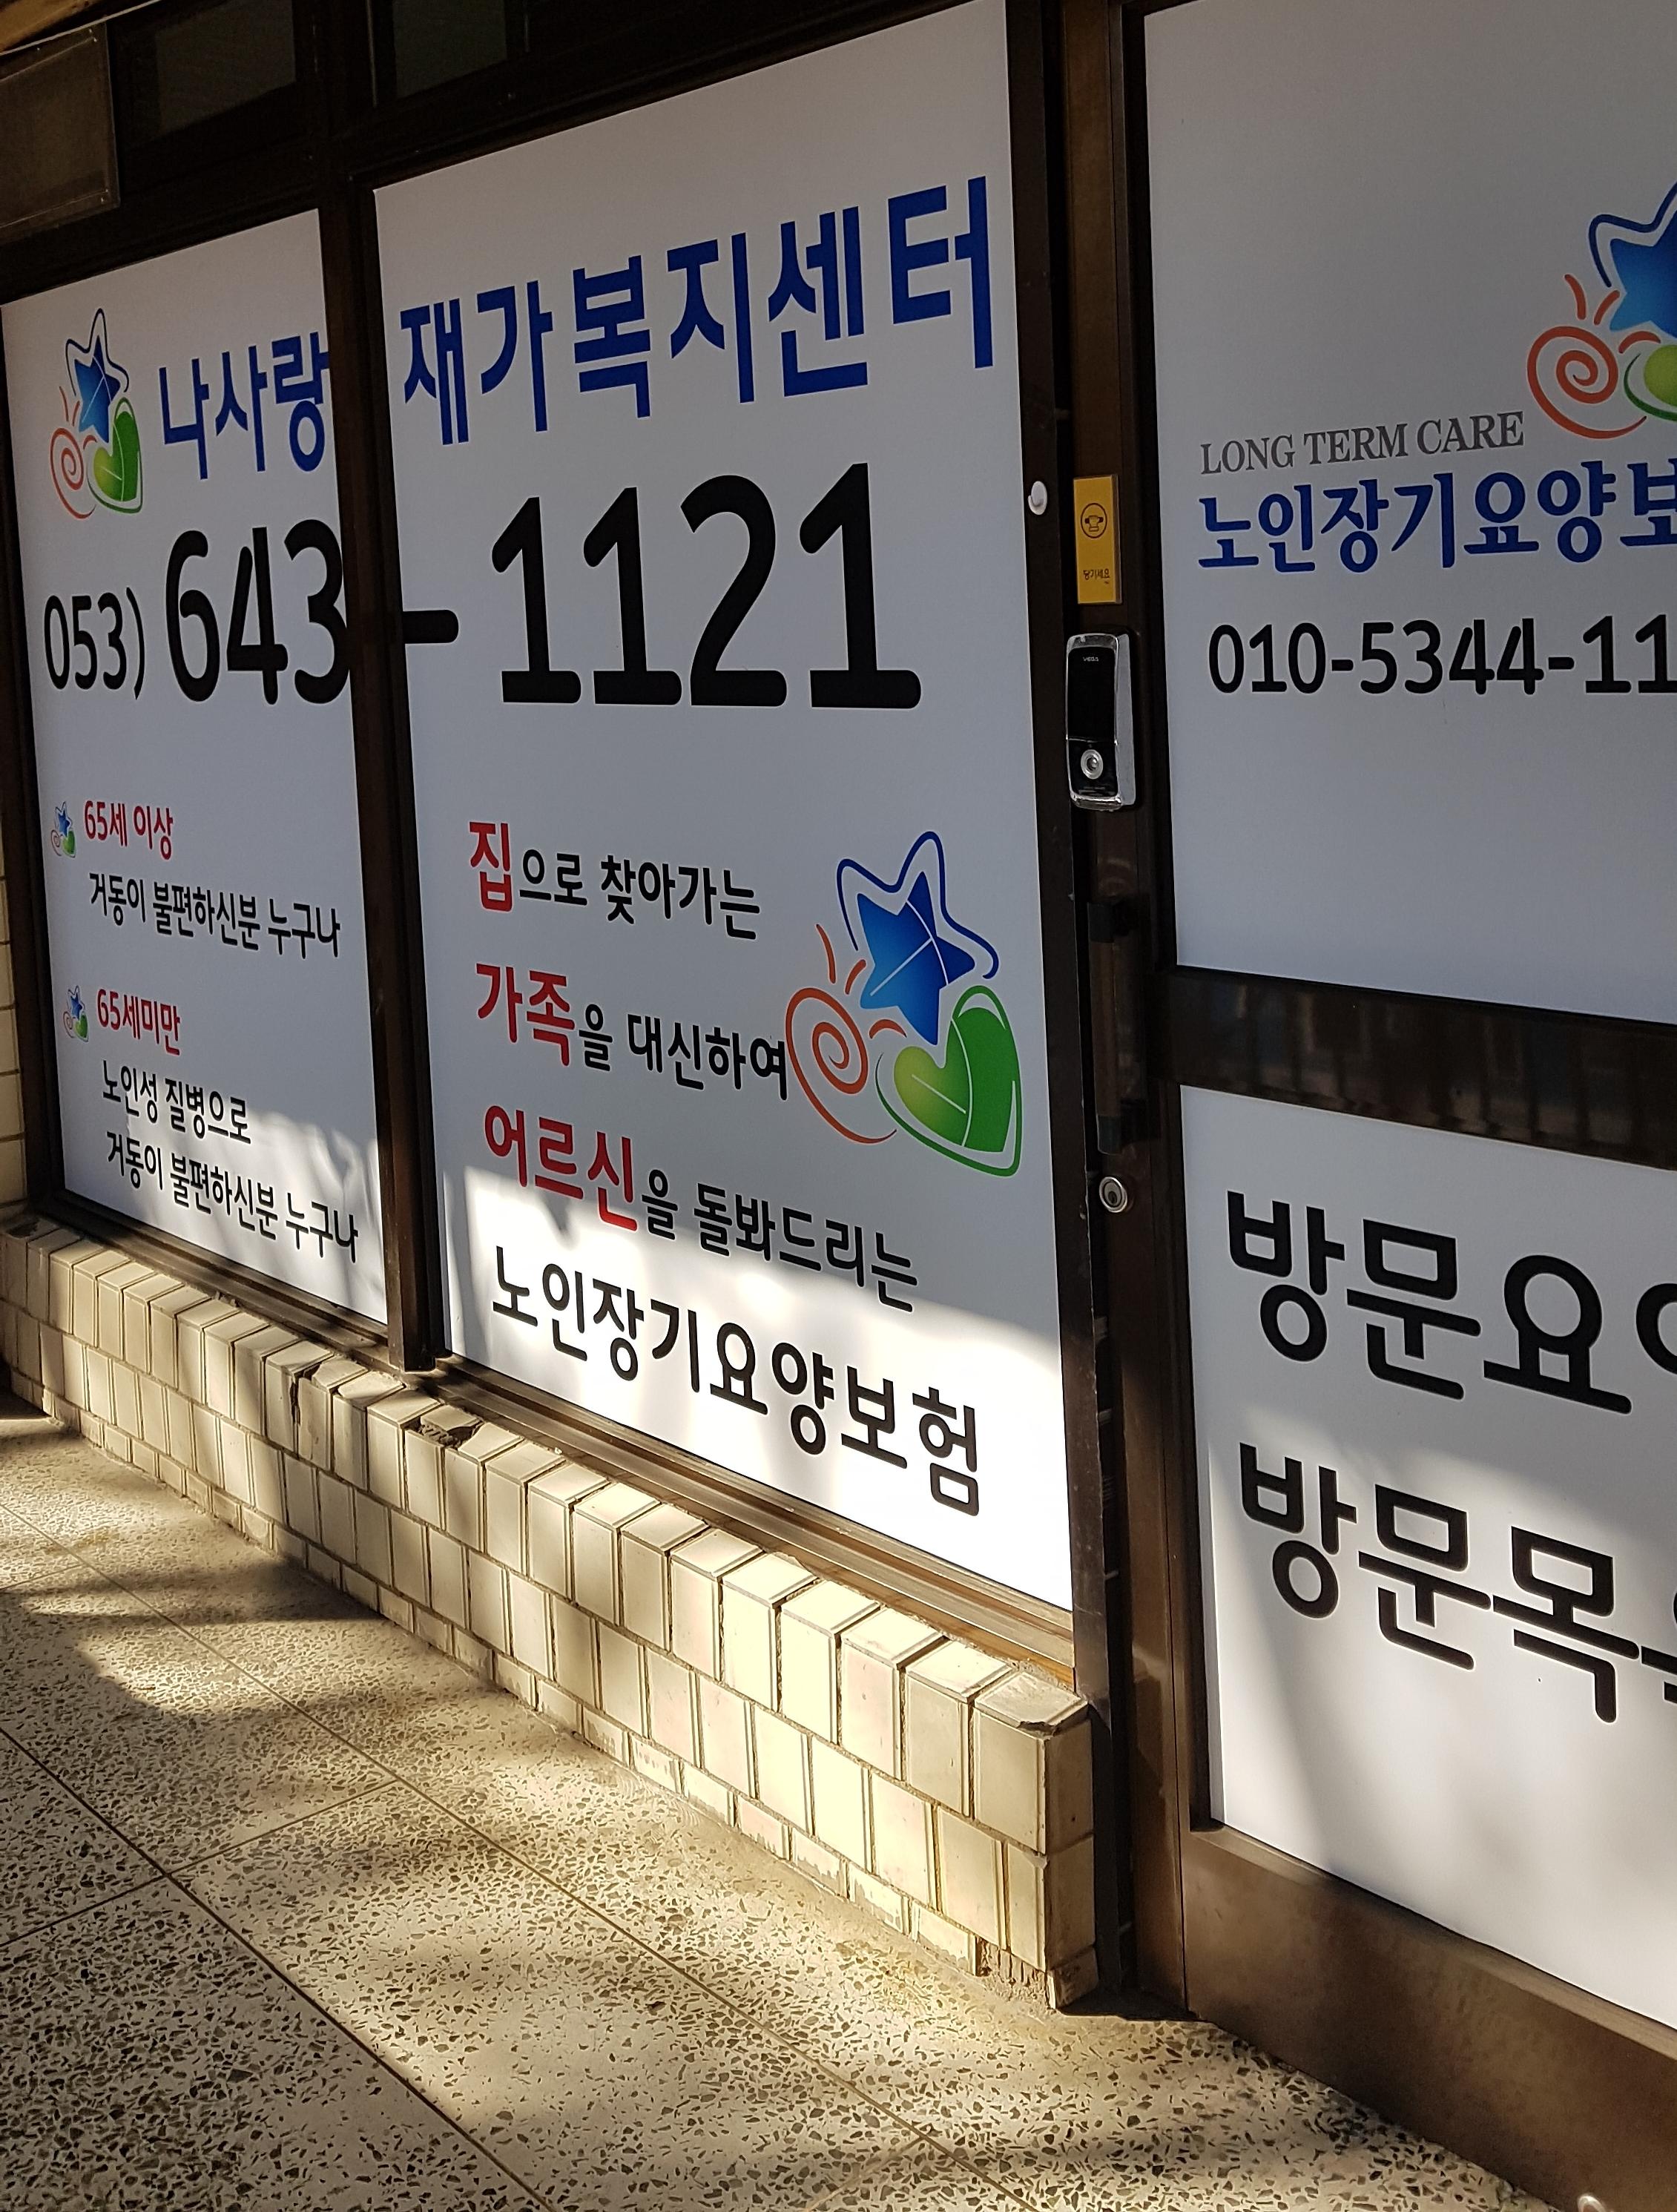 나사랑 재가복지센터
053) 643-1121
65세 이상
거동이 불편하신분 누구나
65세미만
노인성 질병으로
거동이 불편하신분 누구나
집으로 찾아가는
가족을 대신하여
어르신을 돌봐드리는
노인장기요양보험
당기세요
LONG TERM CARE
노인장기요양보
010-5344-11
방문요
방문목